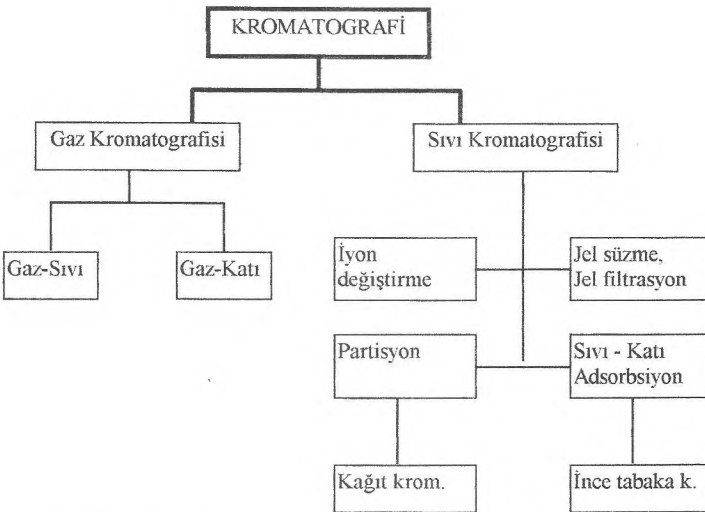 KROMATOGRAFİ
Gaz Kromatografisi
Sıvı Kromatografisi
Gaz-Sıvı
Gaz-Katı
İyon
değiştirme
Jel süzme,
Jel filtrasyon
Partisyon
Sıvı - Katı
Adsorbsiyon
Kağıt krom.
İnce tabaka k.